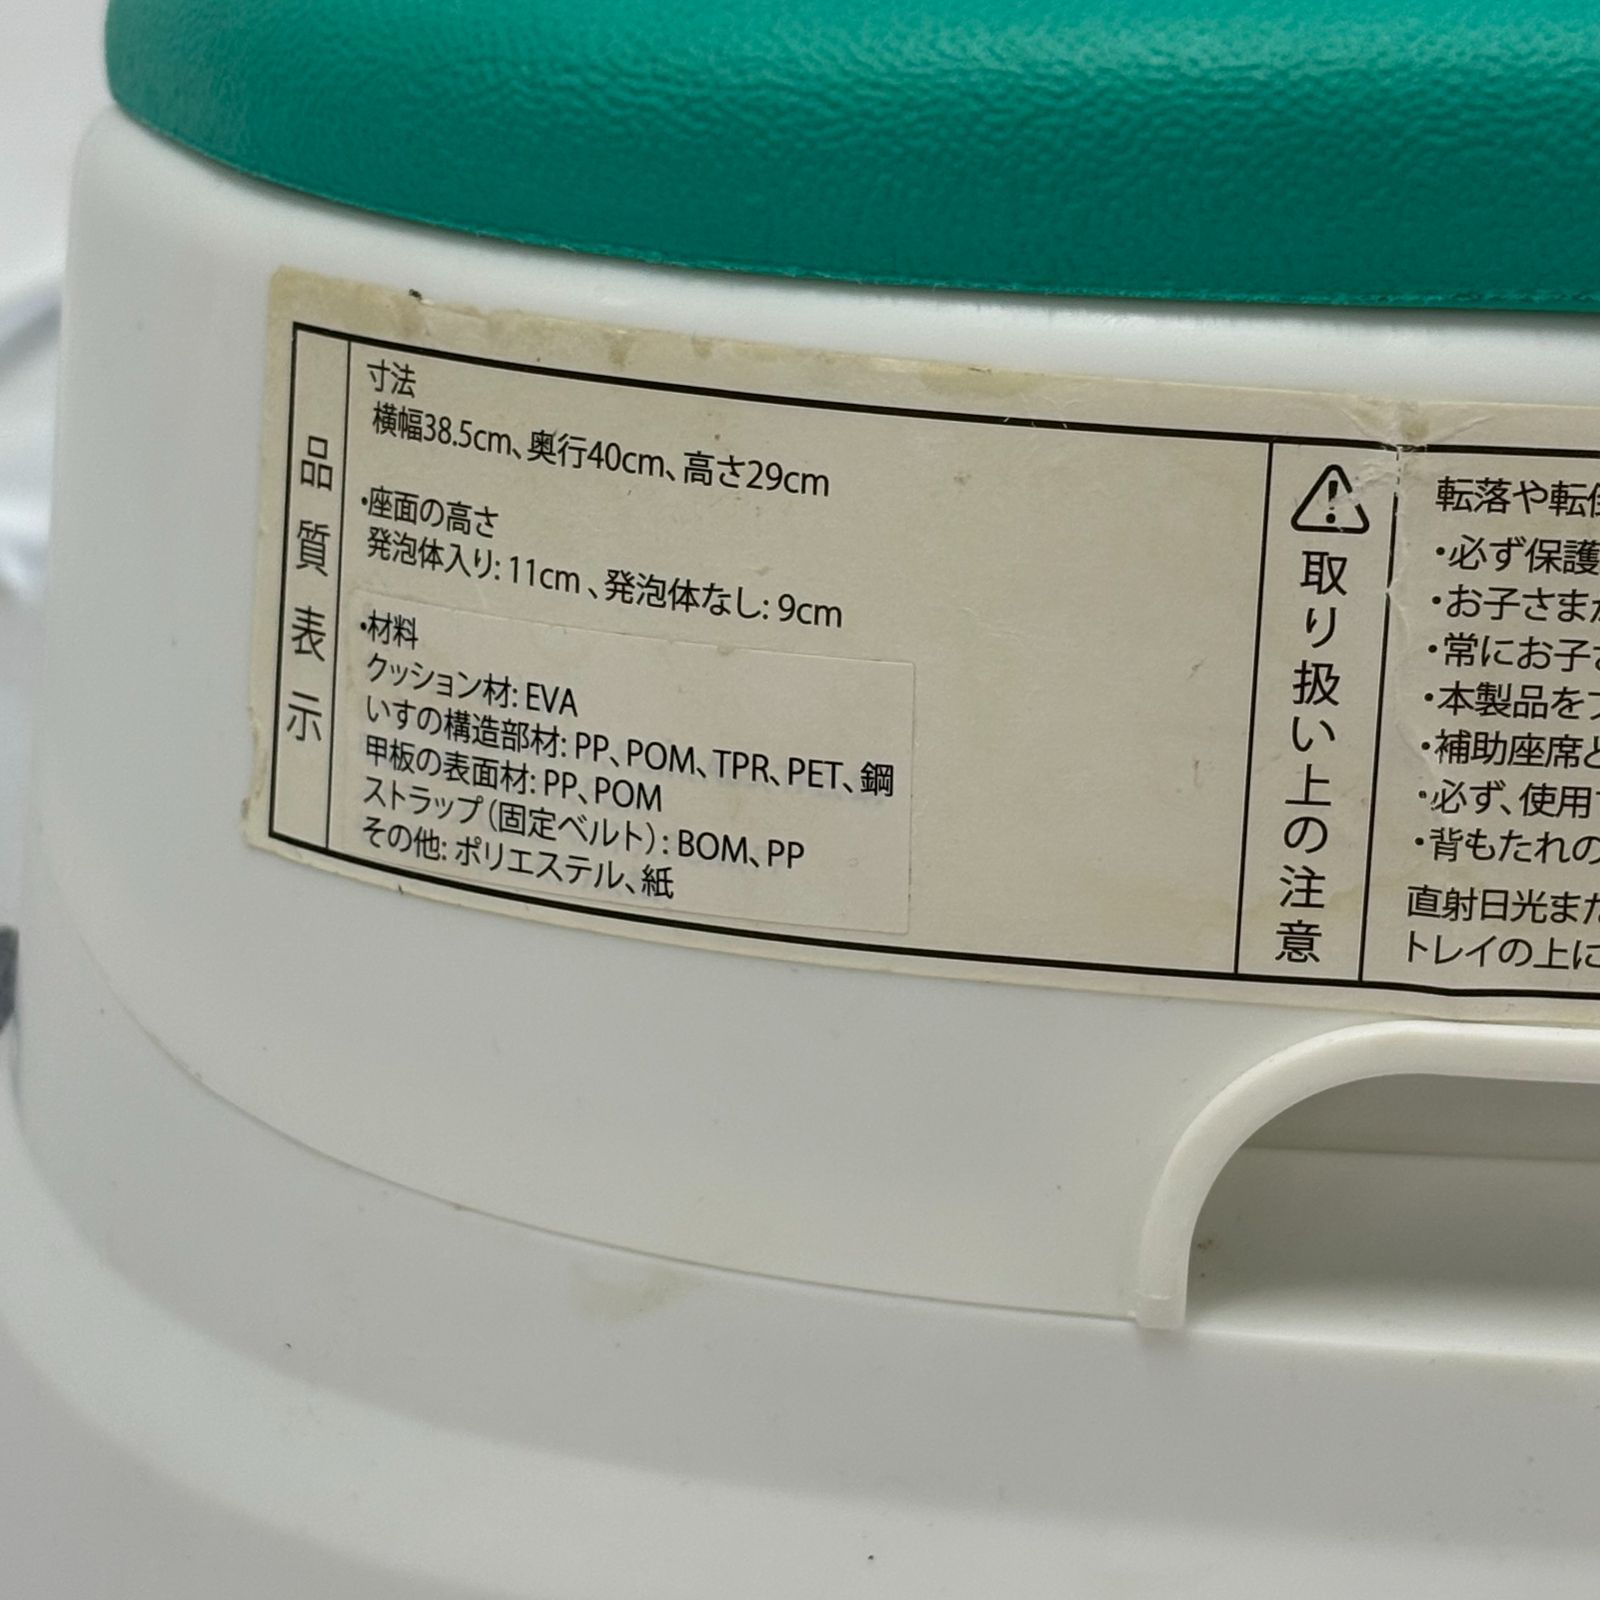 品質表示
寸法
横幅38.5cm、奥行40cm、高さ29cm
・座面の高さ
発泡体入り: 11cm 、発泡体なし: 9cm
・材料
クッション材: EVA
いすの構造部材: PP、POM、TPR、PET、鋼
甲板の表面材: PP、POM
ストラップ（固定ベルト）: BOM、PP
その他: ポリエステル、紙
取り扱い上の注意
転落や転
・必ず保護
・お子さま
・常にお子
・本製品を
・補助座席
・必ず、使用
・背もたれの
直射日光また
トレイの上に